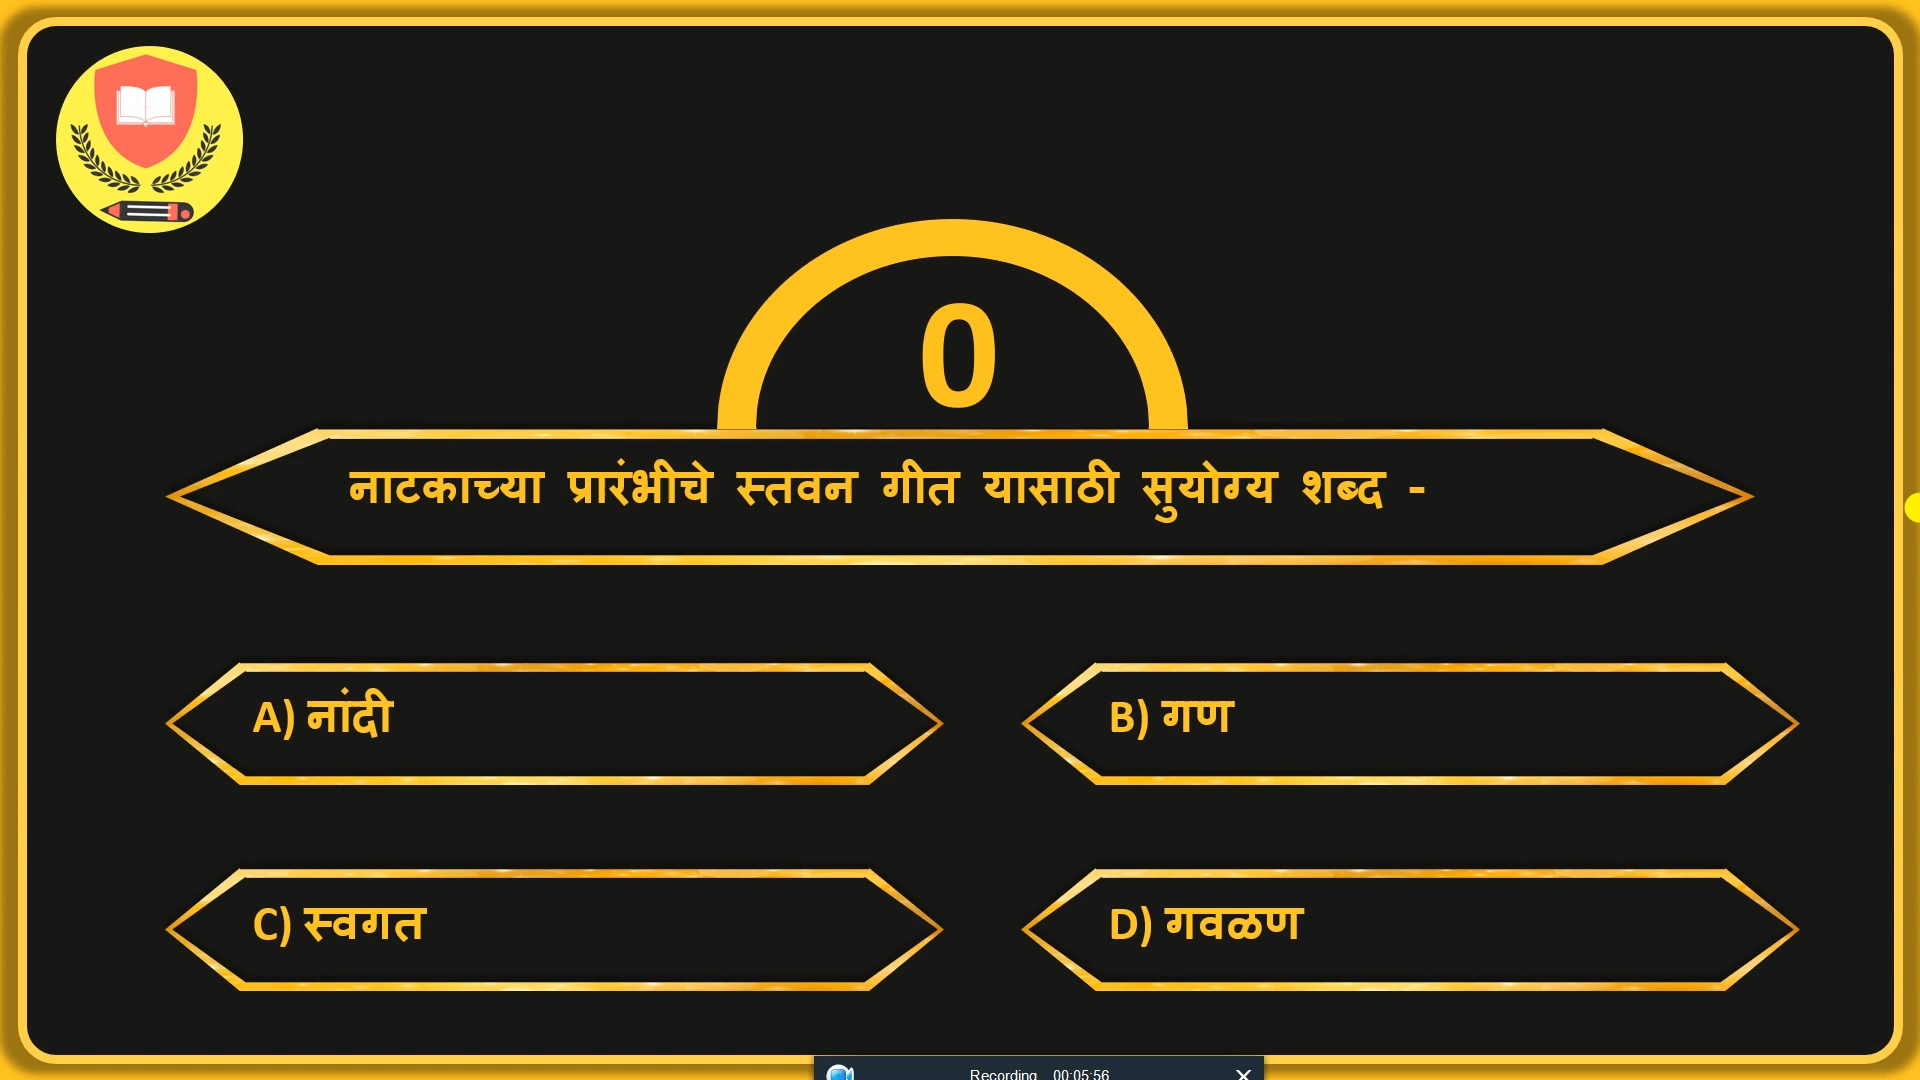 0
नाटकाच्या प्रारंभीचे स्तवन गीत यासाठी सुयोग्य शब्द -
A) नांदी
B) गण
C) स्वगत
D) गवळण
Recording 00:05:56